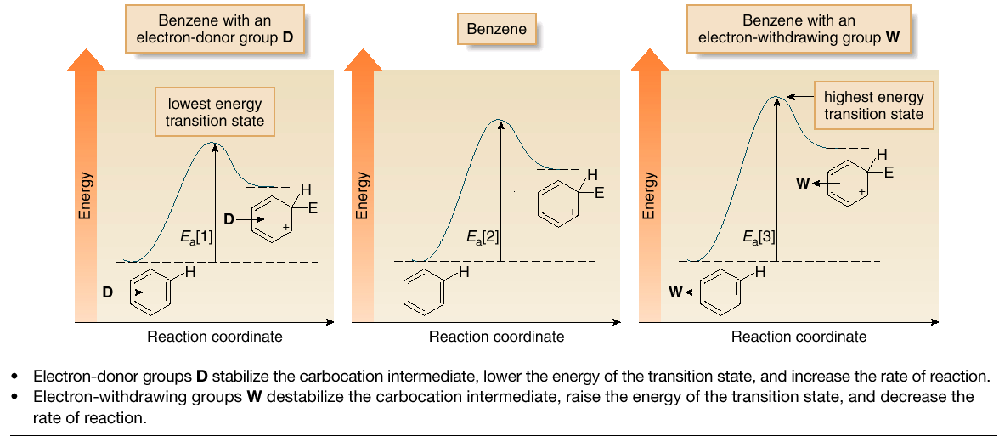 Benzene with an
electron-donor group D
Benzene
Benzene with an
electron-withdrawing group W
lowest energy
transition state
Energy
Ea[1]
D
H
E
+
D
H
Reaction coordinate
Energy
Ea[2]
H
E
+
H
Reaction coordinate
highest energy
transition state
Energy
Ea[3]
W
H
E
+
W
H
Reaction coordinate
• Electron-donor groups D stabilize the carbocation intermediate, lower the energy of the transition state, and increase the rate of reaction.
• Electron-withdrawing groups W destabilize the carbocation intermediate, raise the energy of the transition state, and decrease the
rate of reaction.